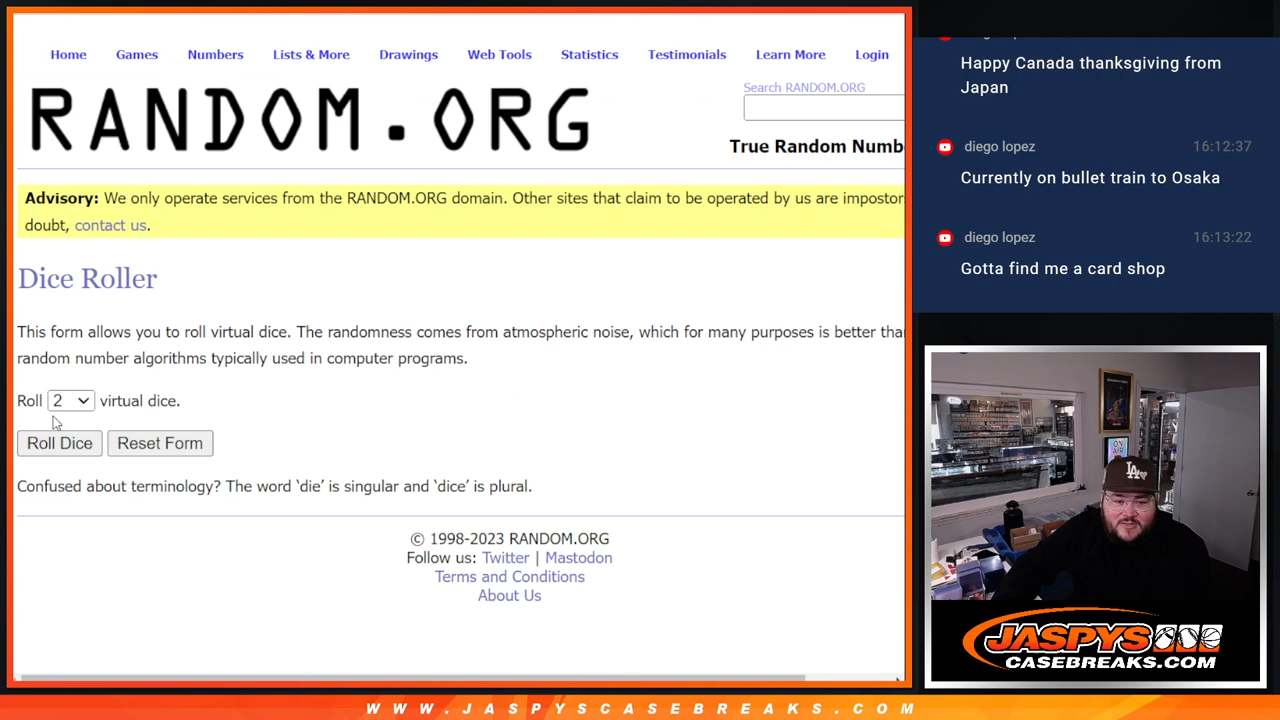 Home Games Numbers Lists & More Drawings Web Tools Statistics Testimonials Learn More Login
RANDOM.ORG
Search RANDOM.ORG
True Random Numb
Advisory: We only operate services from the RANDOM.ORG domain. Other sites that claim to be operated by us are impostor
doubt, contact us.
Dice Roller
This form allows you to roll virtual dice. The randomness comes from atmospheric noise, which for many purposes is better tha
random number algorithms typically used in computer programs.
Roll 2 virtual dice.
Roll Dice Reset Form
Confused about terminology? The word ‘die’ is singular and ‘dice’ is plural.
© 1998-2023 RANDOM.ORG
Follow us: Twitter | Mastodon
Terms and Conditions
About Us
Happy Canada thanksgiving from
Japan
diego lopez 16:12:37
Currently on bullet train to Osaka
diego lopez 16:13:22
Gotta find me a card shop
ON
AIR
LA
JASPYS
CASEBREAKS.COM
WWW.JASPYSCASEBREAKS.COM